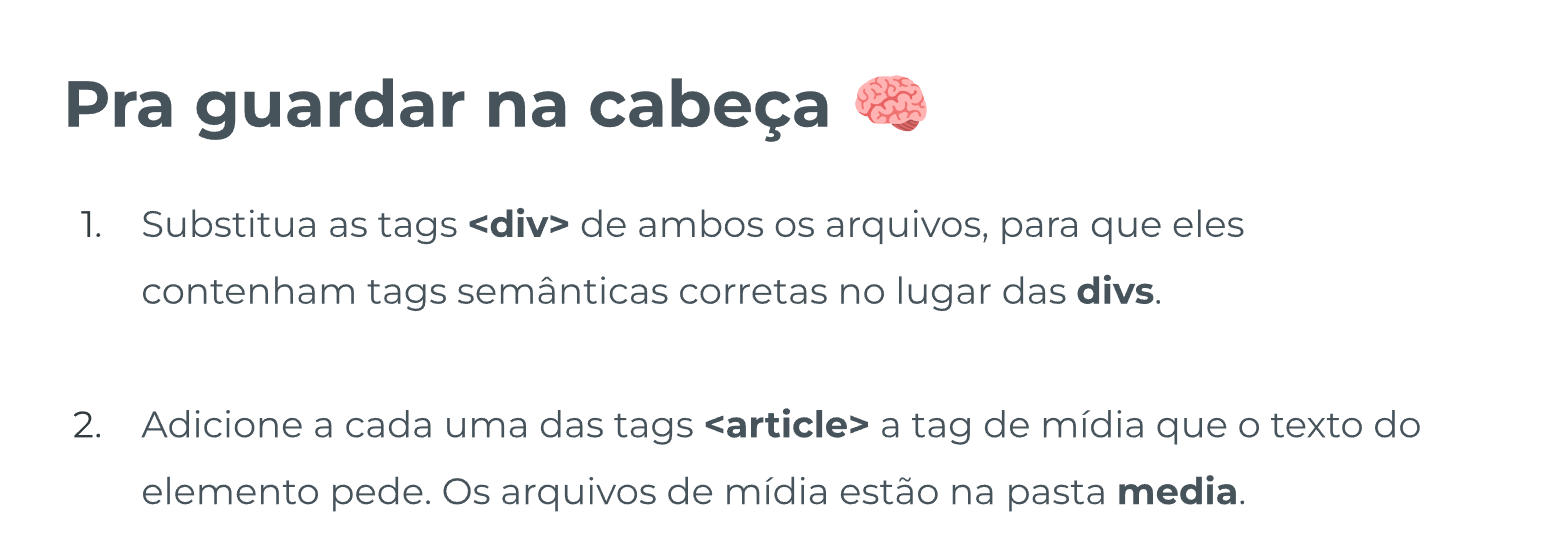 Pra guardar na cabeça 🧠
1. Substitua as tags <div> de ambos os arquivos, para que eles
contenham tags semânticas corretas no lugar das divs.
2. Adicione a cada uma das tags <article> a tag de mídia que o texto do
elemento pede. Os arquivos de mídia estão na pasta media.